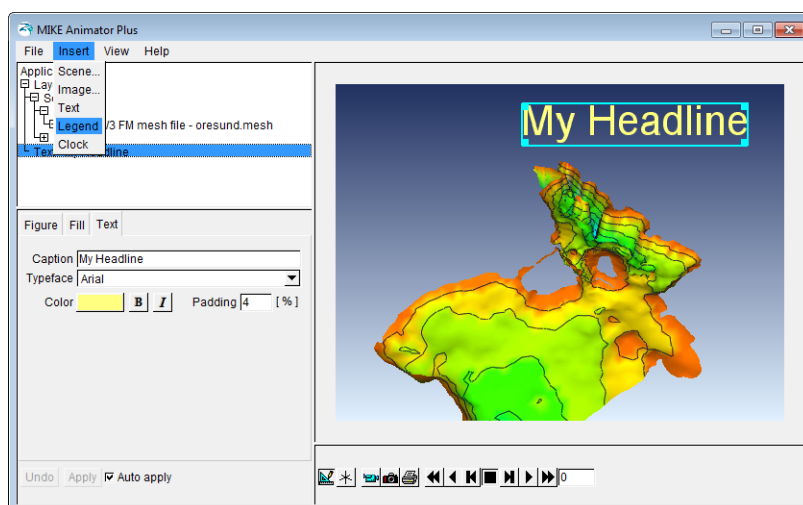 MIKE Animator Plus
File Insert View Help
Applic
Scene...
Lay
Image...
Text
/3 FM mesh file - oresund.mesh
Legend
Clock
My Headline
Figure Fill Text
Caption My Headline
Typeface Arial
Color B I Padding 4 [ % ]
Undo Apply Auto apply
0